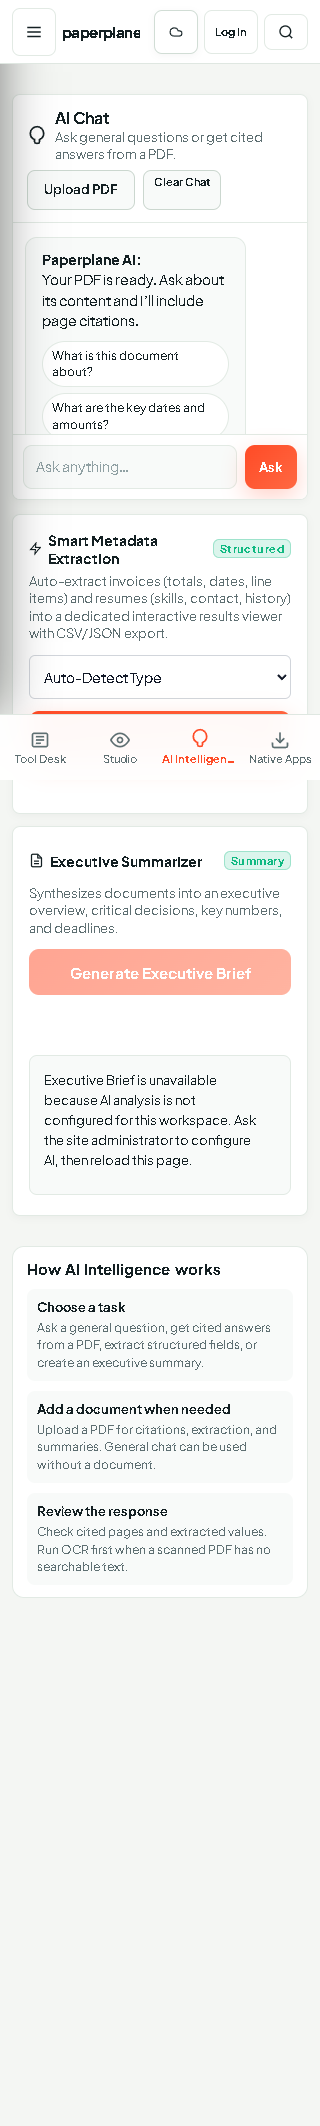 paperplane
Log In
AI Chat
Ask general questions or get cited
answers from a PDF.
Upload PDF
Clear Chat
Paperplane AI:
Your PDF is ready. Ask about
its content and I'll include
page citations.
What is this document
about?
What are the key dates and
amounts?
Ask anything...
Ask
Smart Metadata
Extraction
Structured
Auto-extract invoices (totals, dates, line
items) and resumes (skills, contact, history)
into a dedicated interactive results viewer
with CSV/JSON export.
Auto-Detect Type
Tool Desk
Studio
AI Intelligen...
Native Apps
Executive Summarizer
Summary
Synthesizes documents into an executive
overview, critical decisions, key numbers,
and deadlines.
Generate Executive Brief
Executive Brief is unavailable
because AI analysis is not
configured for this workspace. Ask
the site administrator to configure
AI, then reload this page.
How AI Intelligence works
Choose a task
Ask a general question, get cited answers
from a PDF, extract structured fields, or
create an executive summary.
Add a document when needed
Upload a PDF for citations, extraction, and
summaries. General chat can be used
without a document.
Review the response
Check cited pages and extracted values.
Run OCR first when a scanned PDF has no
searchable text.